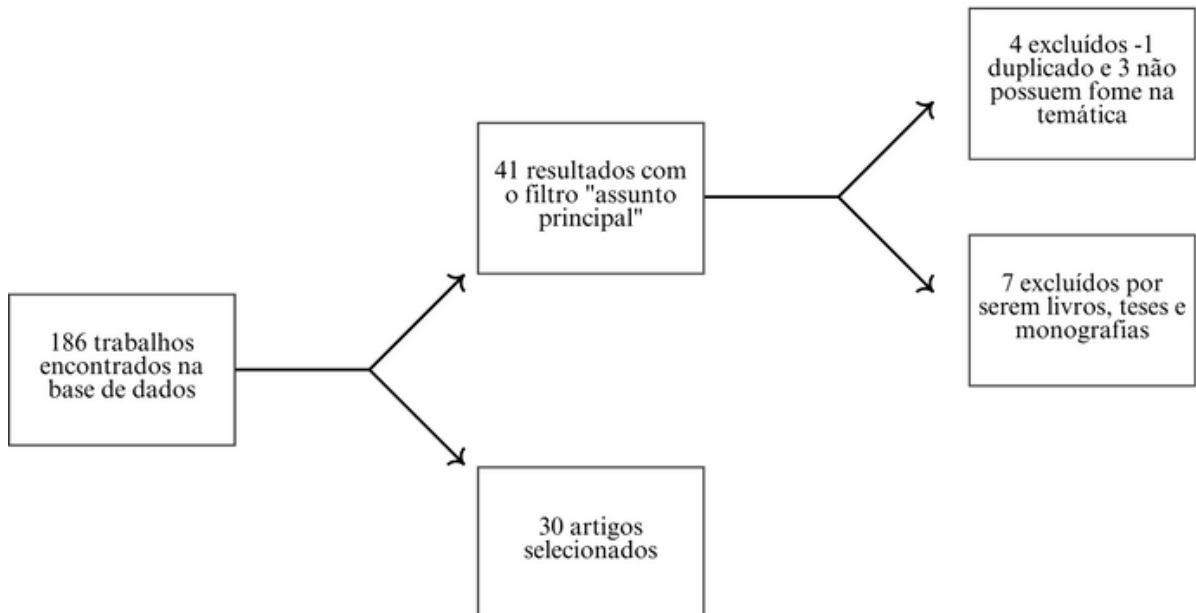 186 trabalhos
encontrados na
base de dados
41 resultados com
o filtro "assunto
principal"
30 artigos
selecionados
4 excluídos -1
duplicado e 3 não
possuem fome na
temática
7 excluídos por
serem livros, teses e
monografias